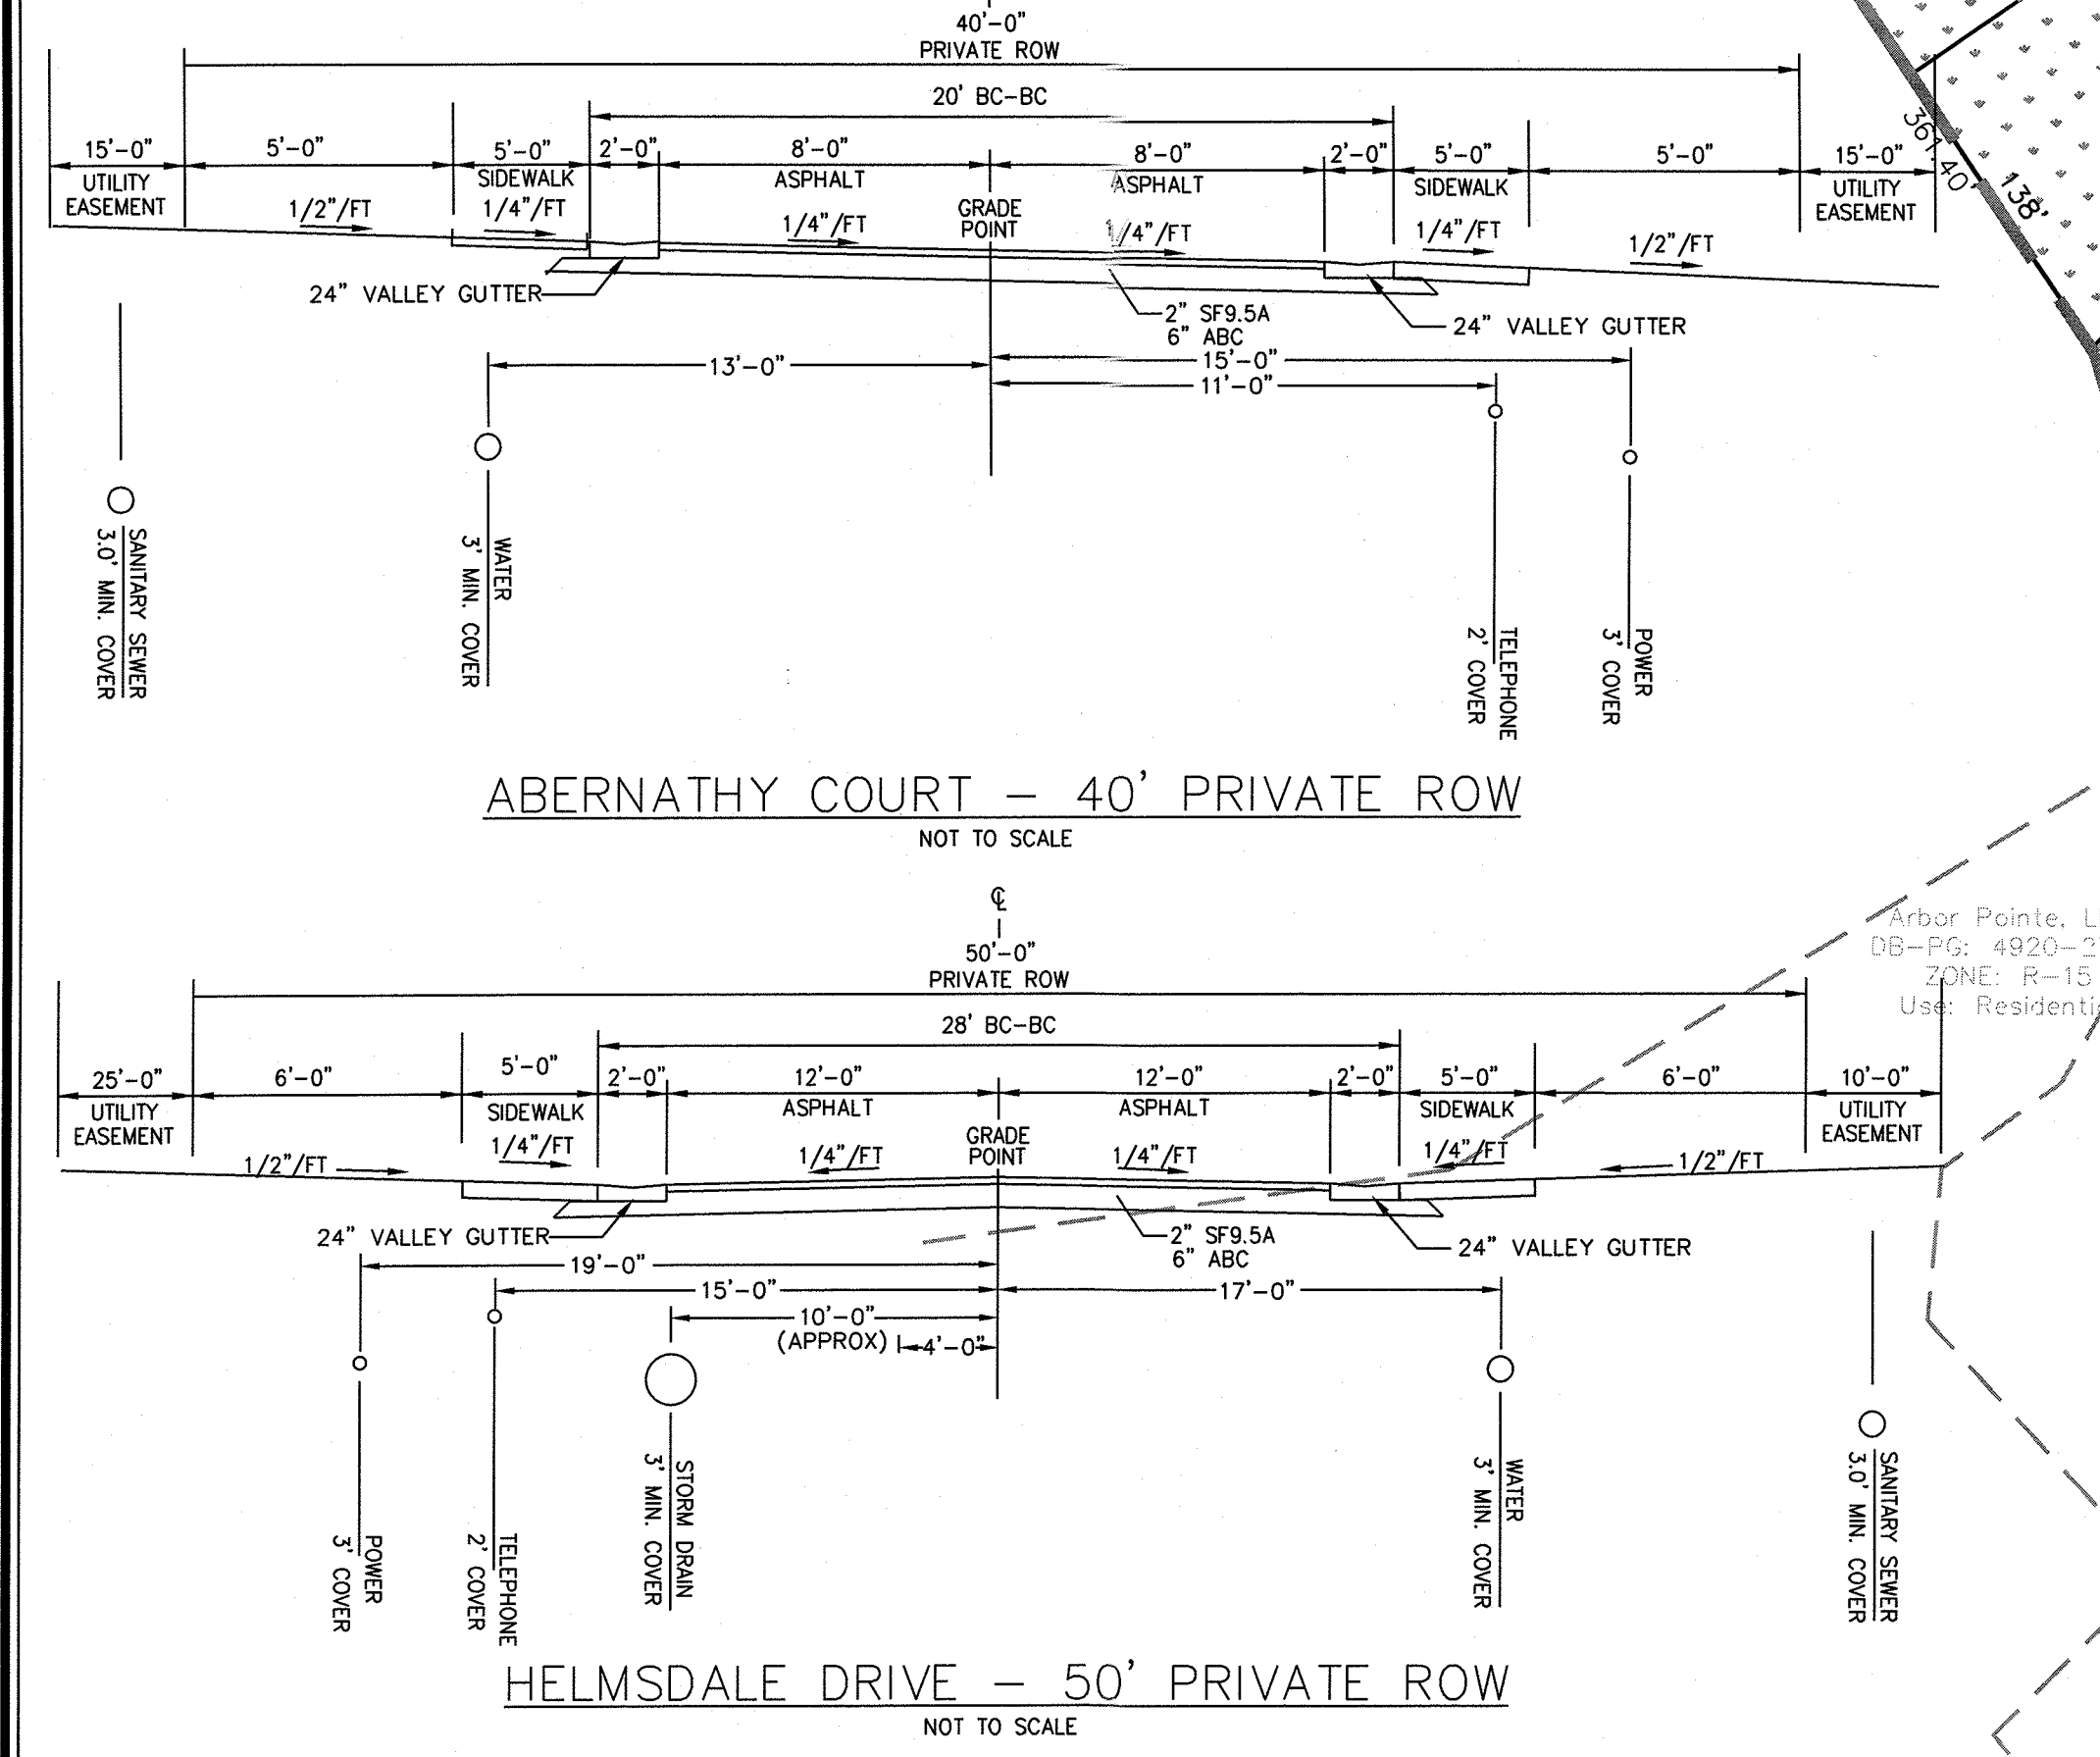 40'-0"
PRIVATE ROW
20' BC-BC
15'-0" 5'-0" 5'-0" 2'-0" 8'-0" 8'-0" 2'-0" 5'-0" 5'-0" 15'-0"
UTILITY EASEMENT
SIDEWALK
ASPHALT
ASPHALT
SIDEWALK
UTILITY EASEMENT
1/2"/FT 1/4"/FT 1/4"/FT
GRADE POINT
1/4"/FT 1/4"/FT 1/2"/FT
24" VALLEY GUTTER
2" SF9.5A
6" ABC
24" VALLEY GUTTER
13'-0"
15'-0"
11'-0"
SANITARY SEWER
3.0' MIN. COVER
WATER
3' MIN. COVER
TELEPHONE
2' COVER
POWER
3' COVER
361.40'
138'
ABERNATHY COURT - 40' PRIVATE ROW
NOT TO SCALE
℄
50'-0"
PRIVATE ROW
28' BC-BC
Arbor Pointe,
DB-PG:
ZONE: R-15
Use:
25'-0" 6'-0" 5'-0" 2'-0" 12'-0" 12'-0" 2'-0" 5'-0" 6'-0" 10'-0"
UTILITY EASEMENT
SIDEWALK
ASPHALT
ASPHALT
SIDEWALK
UTILITY EASEMENT
1/2"/FT 1/4"/FT 1/4"/FT
GRADE POINT
1/4"/FT 1/4"/FT 1/2"/FT
24" VALLEY GUTTER
2" SF9.5A
6" ABC
24" VALLEY GUTTER
19'-0"
15'-0"
17'-0"
10'-0"
(APPROX)
4'-0"
POWER
3' COVER
TELEPHONE
2' COVER
STORM DRAIN
3' MIN. COVER
WATER
3' MIN. COVER
SANITARY SEWER
3.0' MIN. COVER
HELMSDALE DRIVE - 50' PRIVATE ROW
NOT TO SCALE